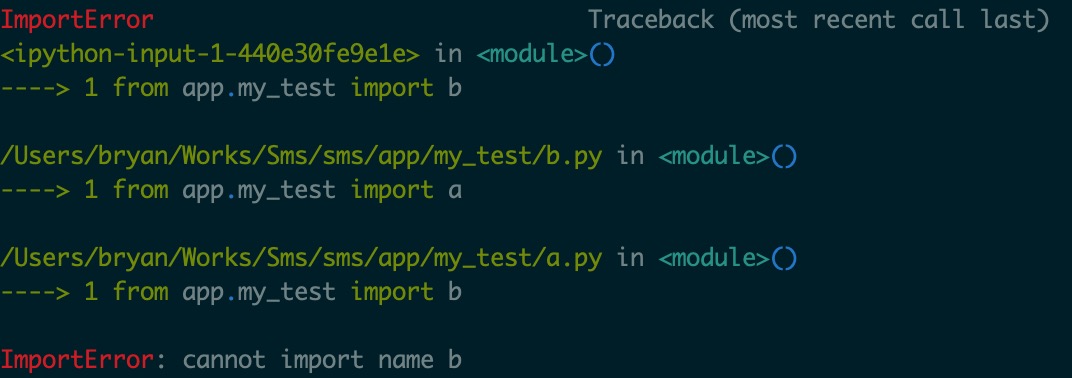 ImportError                               Traceback (most recent call last)
<ipython-input-1-440e30fe9e1e> in <module>()
----> 1 from app.my_test import b
/Users/bryan/Works/Sms/sms/app/my_test/b.py in <module>()
----> 1 from app.my_test import a
/Users/bryan/Works/Sms/sms/app/my_test/a.py in <module>()
----> 1 from app.my_test import b
ImportError: cannot import name b